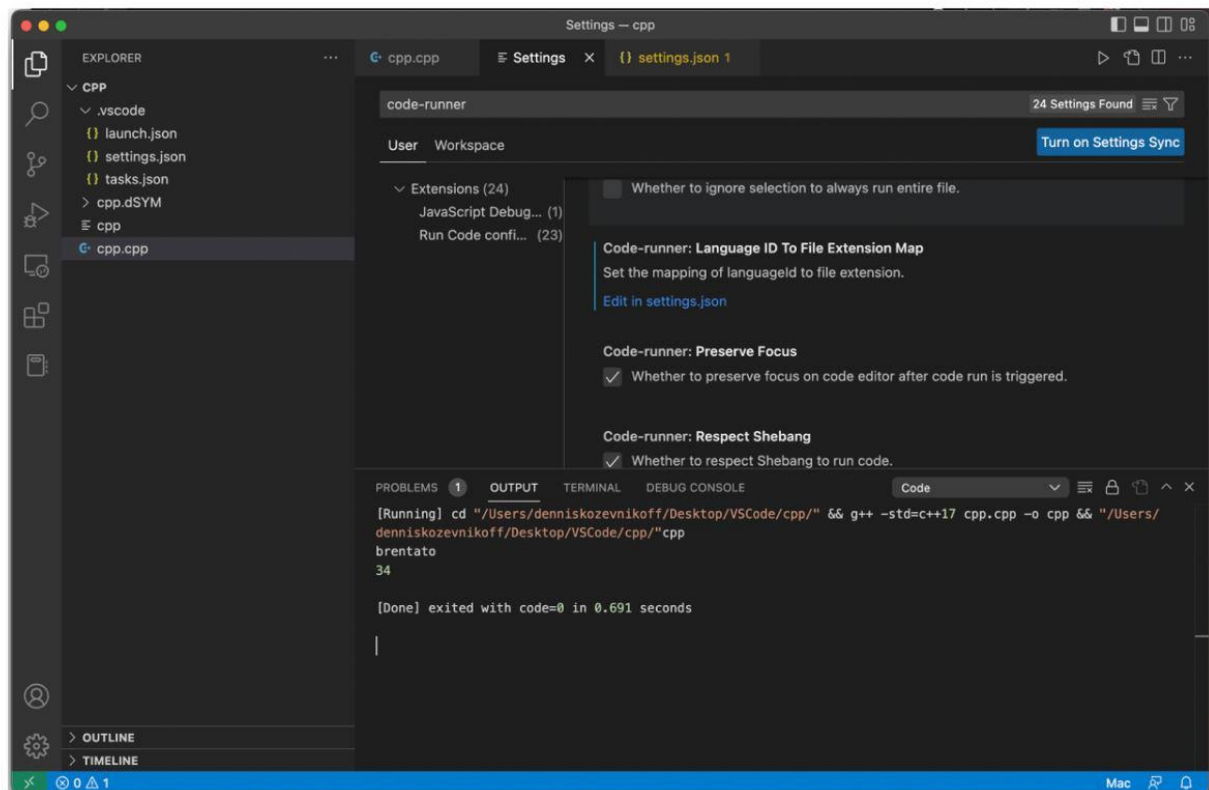 Settings — cpp
EXPLORER
CPP
.vscode
{} launch.json
{} settings.json
{} tasks.json
cpp.dSYM
cpp
cpp.cpp
OUTLINE
TIMELINE
cpp.cpp
Settings
{} settings.json 1
code-runner
24 Settings Found
User Workspace
Turn on Settings Sync
Extensions (24)
JavaScript Debug... (1)
Run Code confi... (23)
Whether to ignore selection to always run entire file.
Code-runner: Language ID To File Extension Map
Set the mapping of languageId to file extension.
Edit in settings.json
Code-runner: Preserve Focus
Whether to preserve focus on code editor after code run is triggered.
Code-runner: Respect Shebang
Whether to respect Shebang to run code.
PROBLEMS 1 OUTPUT TERMINAL DEBUG CONSOLE Code
[Running] cd "/Users/denniskozevnikoff/Desktop/VSCode/cpp/" && g++ -std=c++17 cpp.cpp -o cpp && "/Users/
denniskozevnikoff/Desktop/VSCode/cpp/"cpp
brentato
34
[Done] exited with code=0 in 0.691 seconds
0 1 Mac